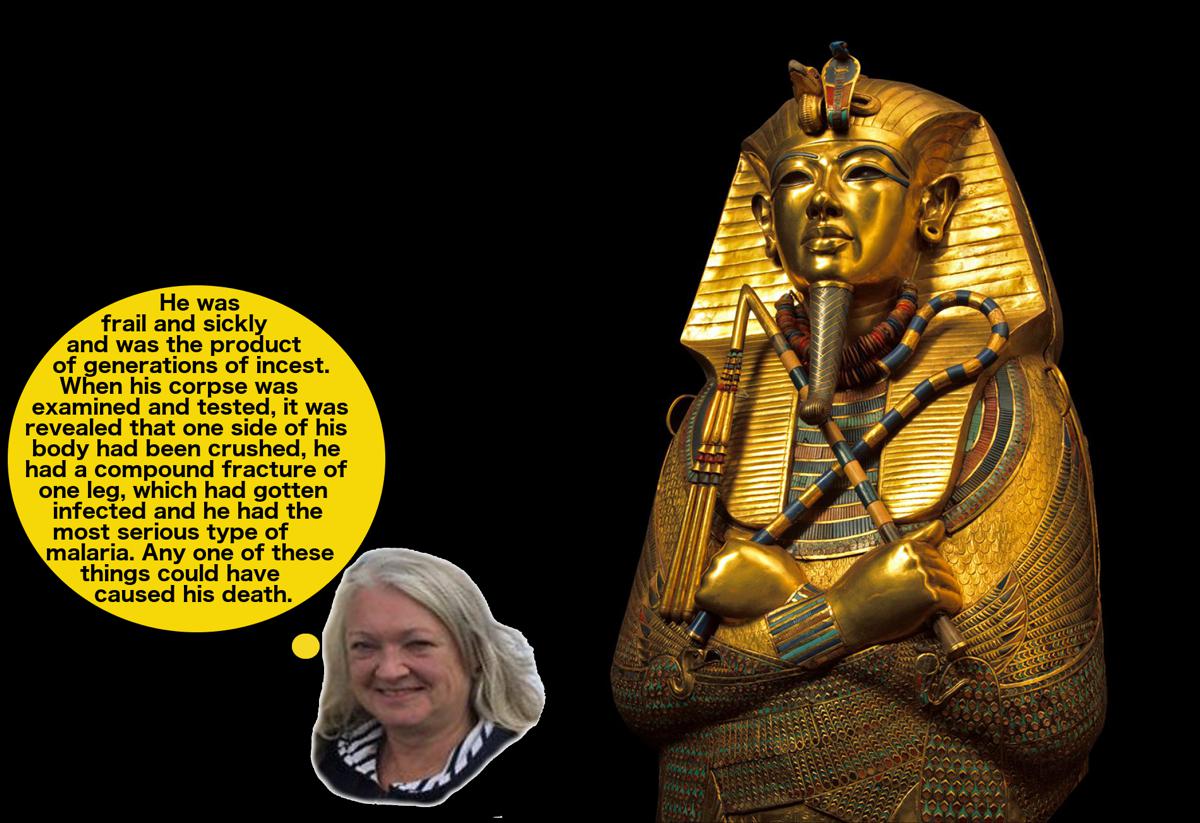 He was
frail and sickly
and was the product
of generations of incest.
When his corpse was
examined and tested, it was
revealed that one side of his
body had been crushed, he
had a compound fracture of
one leg, which had gotten
infected and he had the
most serious type of
malaria. Any one of these
things could have
caused his death.